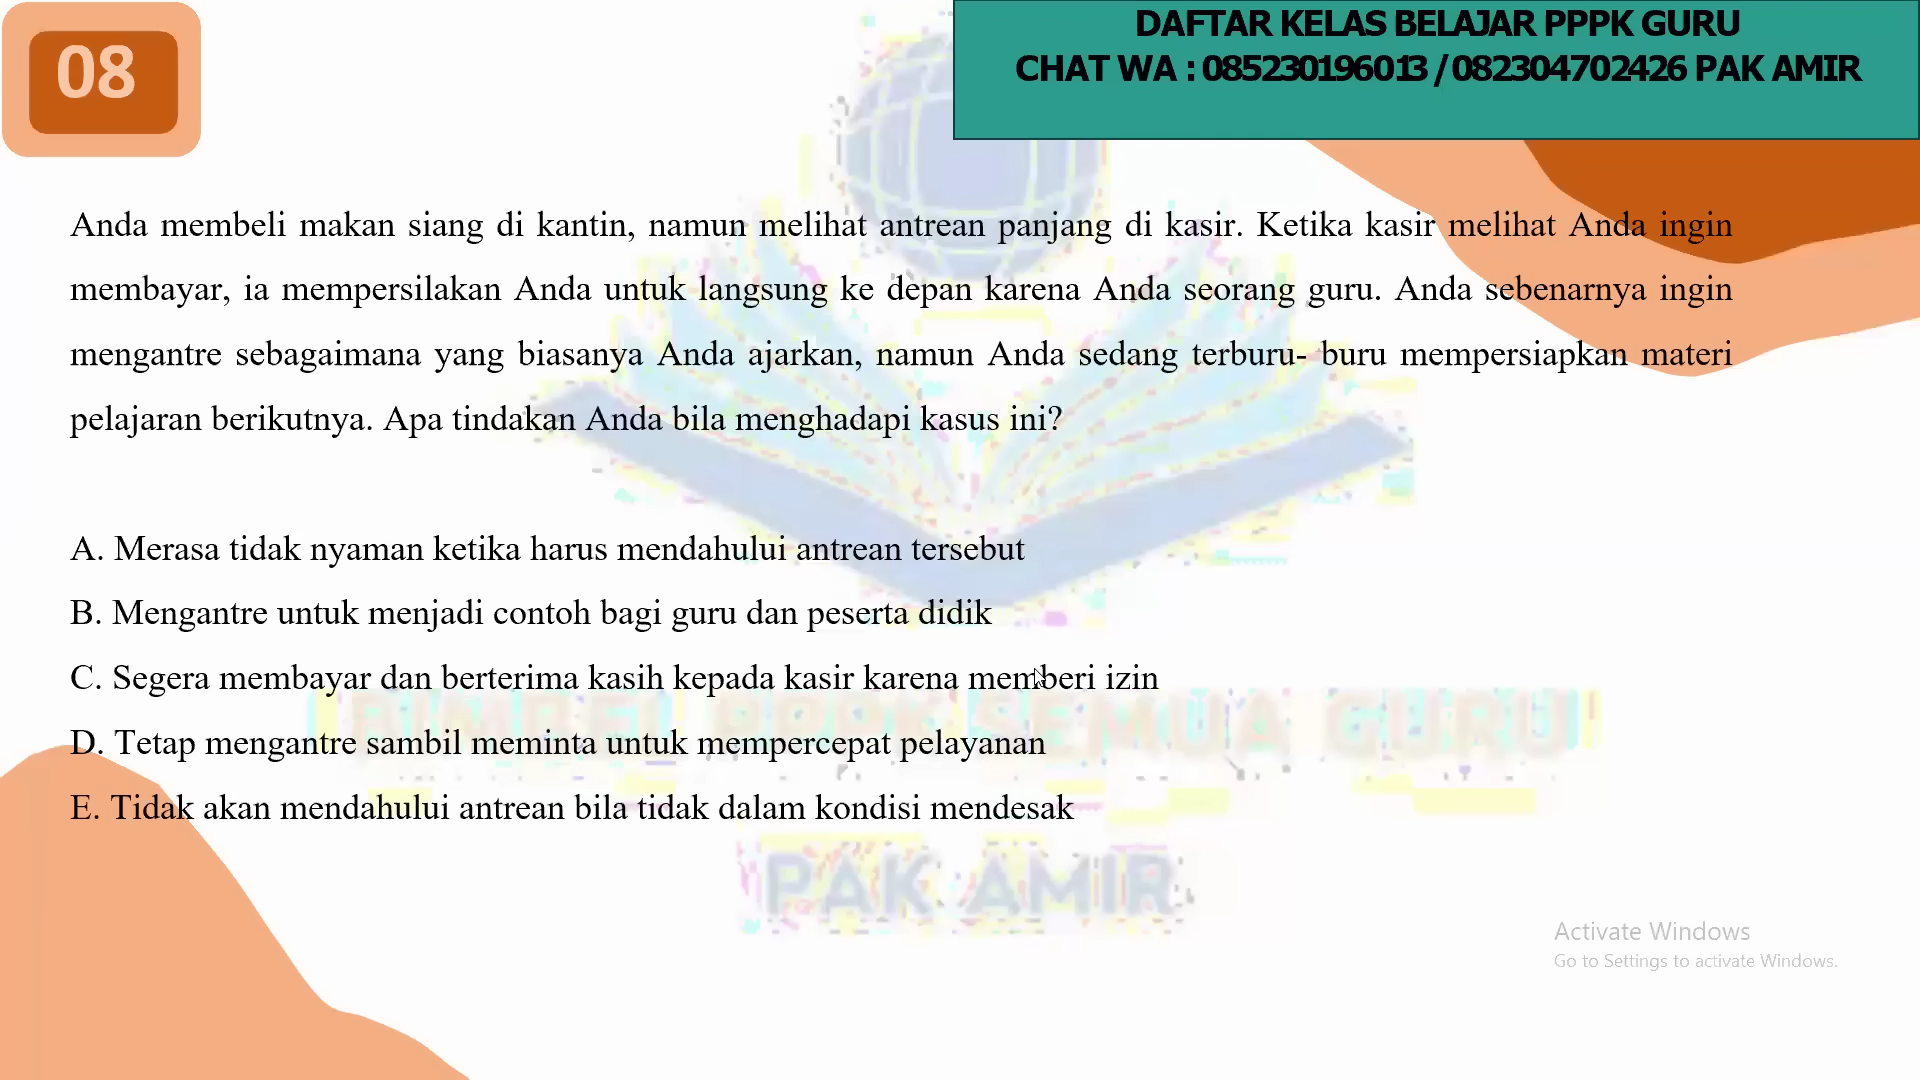 08
DAFTAR KELAS BELAJAR PPPK GURU
CHAT WA : 085230196013 / 082304702426 PAK AMIR
Anda membeli makan siang di kantin, namun melihat antrean panjang di kasir. Ketika kasir melihat Anda ingin
membayar, ia mempersilakan Anda untuk langsung ke depan karena Anda seorang guru. Anda sebenarnya ingin
mengantre sebagaimana yang biasanya Anda ajarkan, namun Anda sedang terburu- buru mempersiapkan materi
pelajaran berikutnya. Apa tindakan Anda bila menghadapi kasus ini?
A. Merasa tidak nyaman ketika harus mendahului antrean tersebut
B. Mengantre untuk menjadi contoh bagi guru dan peserta didik
C. Segera membayar dan berterima kasih kepada kasir karena memberi izin
D. Tetap mengantre sambil meminta untuk mempercepat pelayanan
E. Tidak akan mendahului antrean bila tidak dalam kondisi mendesak
BIMBEL PPPK SEMUA GURU
PAK AMIR
Activate Windows
Go to Settings to activate Windows.